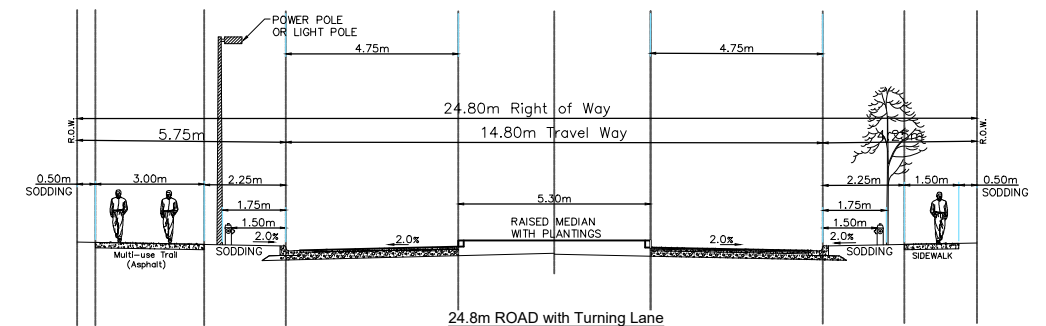 POWER POLE
OR LIGHT POLE
4.75m
4.75m
24.80m Right of Way
R.O.W.
R.O.W.
5.75m
14.80m Travel Way
4.25m
0.50m
SODDING
3.00m
2.25m
2.25m
1.50m
0.50m
SODDING
5.30m
1.75m
1.75m
1.50m
1.50m
RAISED MEDIAN
WITH PLANTINGS
2.0%
2.0%
2.0%
2.0%
SODDING
SODDING
Multi-use Trail
(Asphalt)
SIDEWALK
24.8m ROAD with Turning Lane